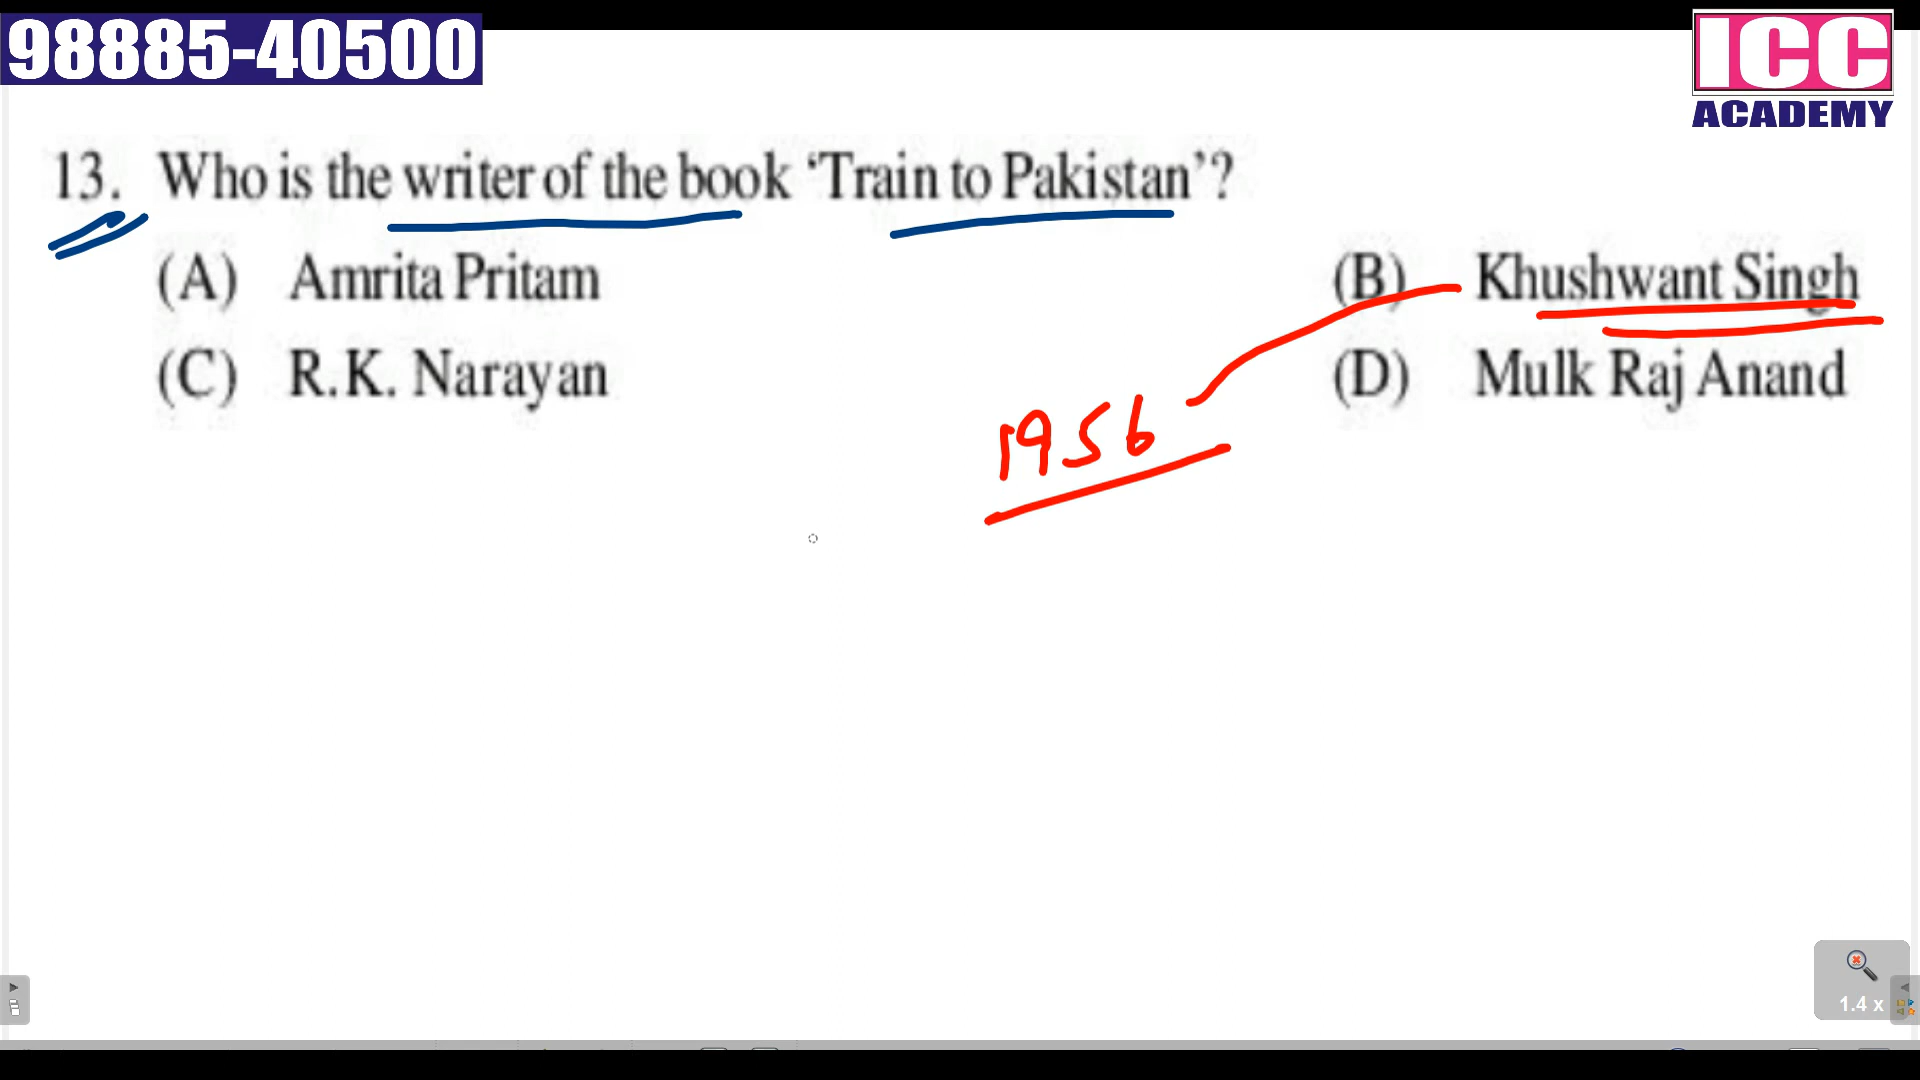 98885-40500
ICC
ACADEMY
13. Who is the writer of the book ‘Train to Pakistan’?
(A) Amrita Pritam
(B) Khushwant Singh
(C) R.K. Narayan
(D) Mulk Raj Anand
1956
1.4 x